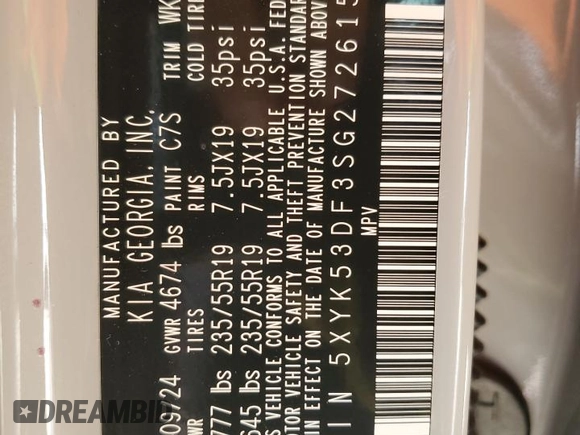 MANUFACTURED BY
KIA GEORGIA, INC.
09/24 GVWR 4674 lbs PAINT C7S TRIM WK
WR TIRES RIMS COLD TIRE
777 lbs 235/55R19 7.5JX19 35psi
645 lbs 235/55R19 7.5JX19 35psi
S VEHICLE CONFORMS TO ALL APPLICABLE U.S.A. FED
OTOR VEHICLE SAFETY AND THEFT PREVENTION STANDAR
IN EFFECT ON THE DATE OF MANUFACTURE SHOWN ABOV
IN 5XYK53DF3SG272615
MPV
DREAMBID